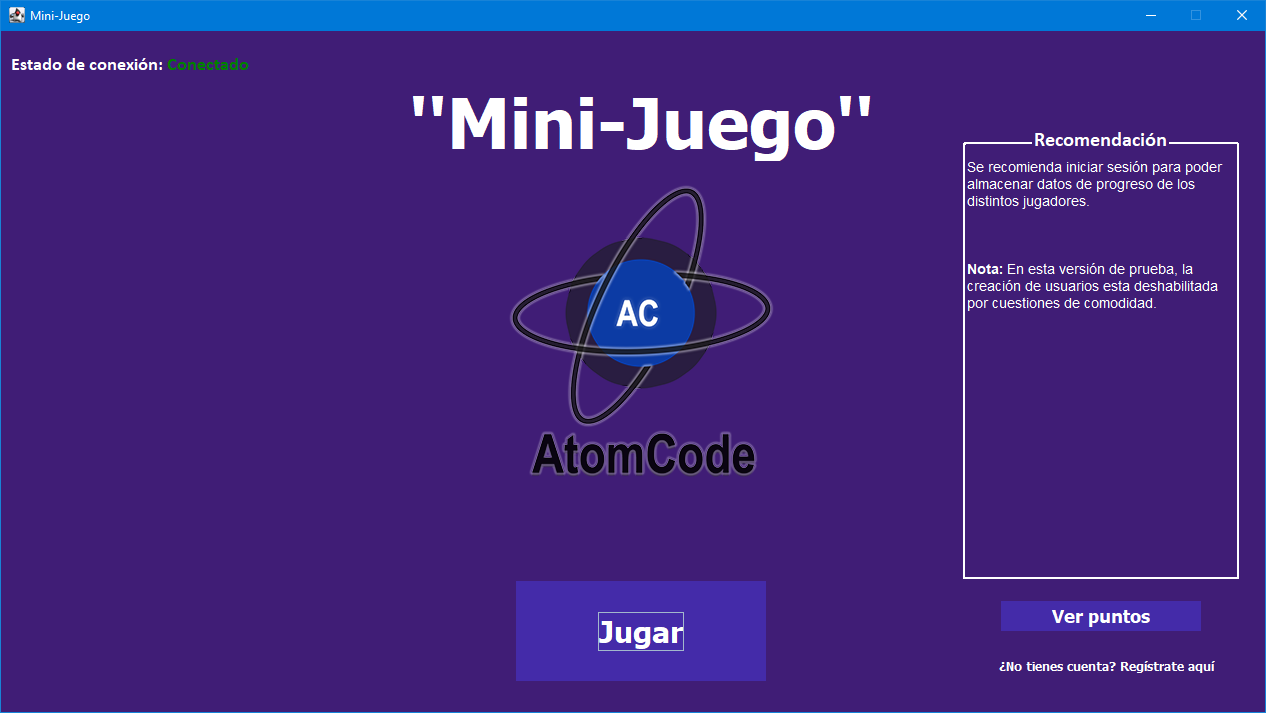 Mini-Juego
Estado de conexión: Conectado
"Mini-Juego"
AC
AtomCode
Jugar
Recomendación
Se recomienda iniciar sesión para poder
almacenar datos de progreso de los
distintos jugadores.
Nota: En esta versión de prueba, la
creación de usuarios esta deshabilitada
por cuestiones de comodidad.
Ver puntos
¿No tienes cuenta? Regístrate aquí